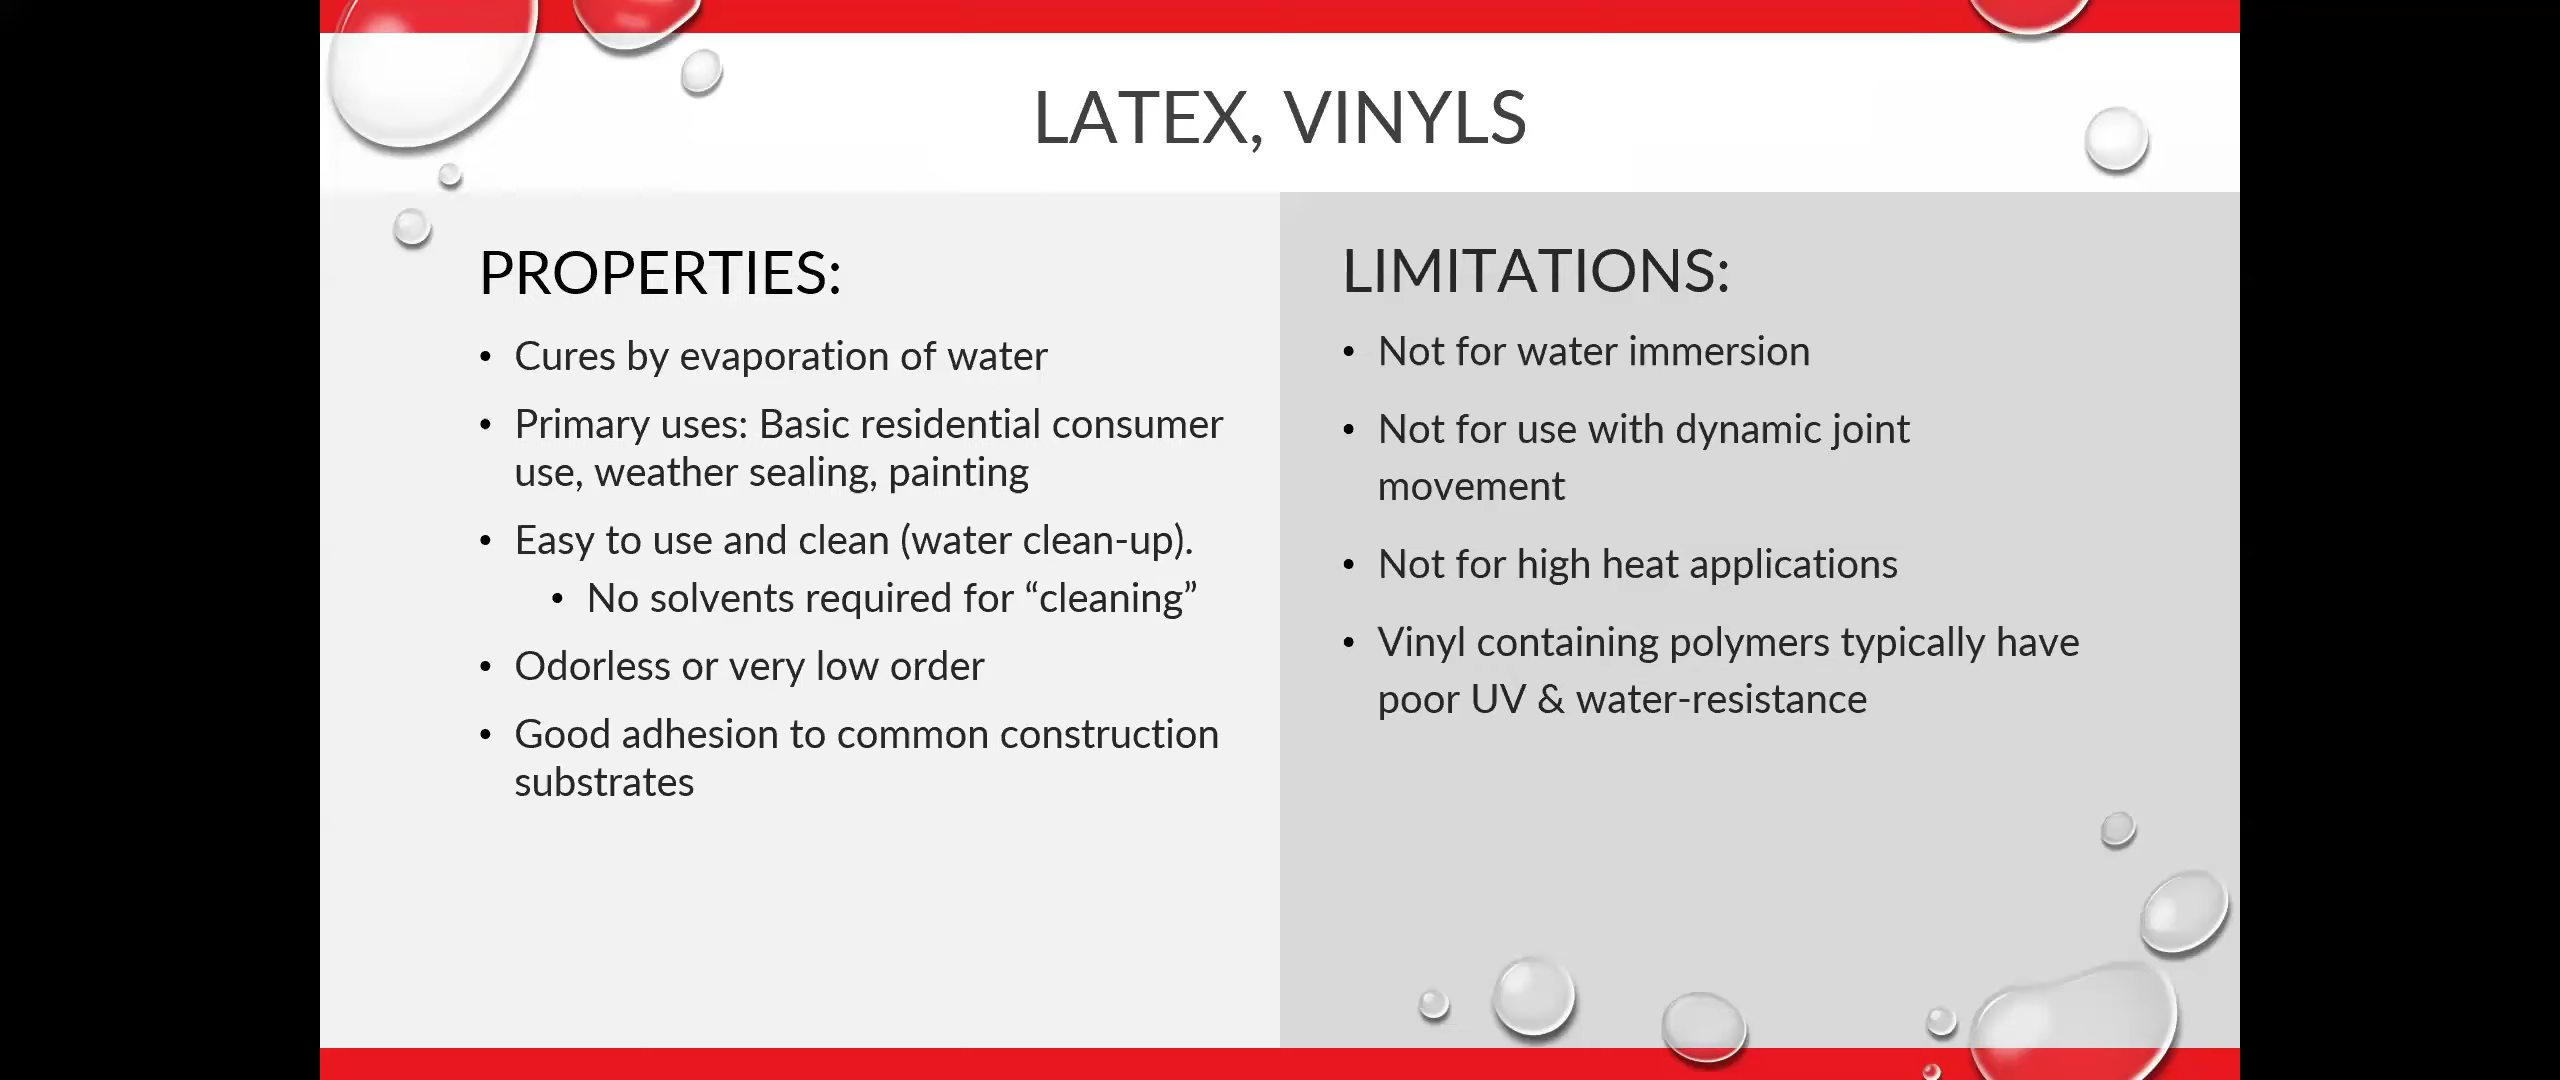 LATEX, VINYLS
PROPERTIES:
• Cures by evaporation of water
• Primary uses: Basic residential consumer
use, weather sealing, painting
• Easy to use and clean (water clean-up).
• No solvents required for “cleaning”
• Odorless or very low order
• Good adhesion to common construction
substrates
LIMITATIONS:
• Not for water immersion
• Not for use with dynamic joint
movement
• Not for high heat applications
• Vinyl containing polymers typically have
poor UV & water-resistance